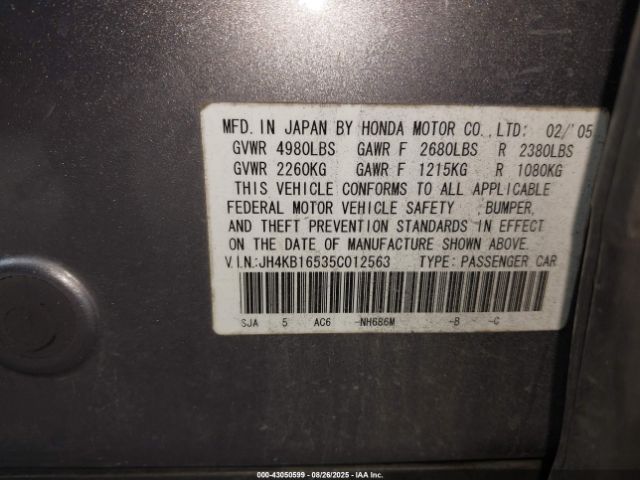 MFD. IN JAPAN BY HONDA MOTOR CO., LTD: 02/'05
GVWR 4980LBS GAWR F 2680LBS R 2380LBS
GVWR 2260KG GAWR F 1215KG R 1080KG
THIS VEHICLE CONFORMS TO ALL APPLICABLE
FEDERAL MOTOR VEHICLE SAFETY ,BUMPER,
AND THEFT PREVENTION STANDARDS IN EFFECT
ON THE DATE OF MANUFACTURE SHOWN ABOVE.
V.I.N.:JH4KB16535C012563 TYPE: PASSENGER CAR
SJA 5 AC6 -NH686M -B -C
000-43050599 - 08/26/2025 - IAA Inc.